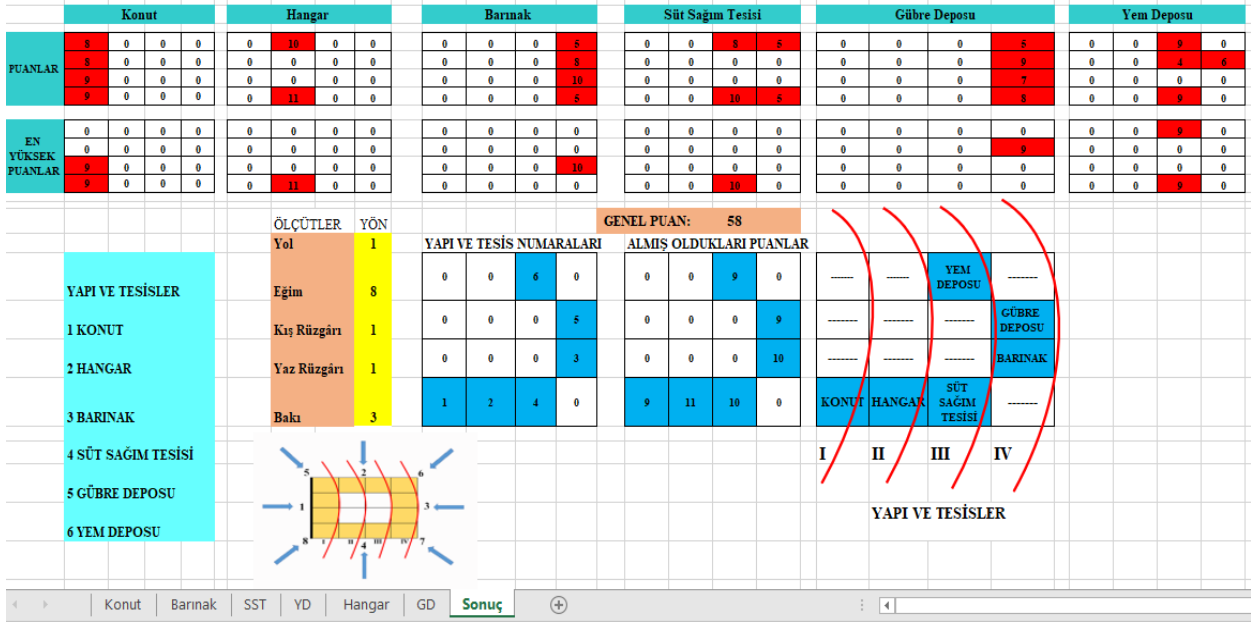 Konut Hangar Barınak Süt Sağım Tesisi Gübre Deposu Yem Deposu
8 0 0 0 0 10 0 0 0 0 0 5 0 0 8 5 0 0 0 5 0 0 9 0
8 0 0 0 0 0 0 0 0 0 0 8 0 0 0 0 0 0 0 9 0 0 4 6
PUANLAR
9 0 0 0 0 0 0 0 0 0 0 10 0 0 0 0 0 0 0 7 0 0 0 0
9 0 0 0 0 11 0 0 0 0 0 5 0 0 10 5 0 0 0 8 0 0 9 0
0 0 0 0 0 0 0 0 0 0 0 0 0 0 0 0 0 0 0 0 0 0 9 0
EN
0 0 0 0 0 0 0 0 0 0 0 0 0 0 0 0 0 0 0 9 0 0 0 0
YÜKSEK
9 0 0 0 0 0 0 0 0 0 0 10 0 0 0 0 0 0 0 0 0 0 0 0
PUANLAR
9 0 0 0 0 11 0 0 0 0 0 0 0 0 10 0 0 0 0 0 0 0 9 0
GENEL PUAN: 58
ÖLÇÜTLER YÖN
Yol 1
Eğim 8
Kış Rüzgârı 1
Yaz Rüzgârı 1
Bakı 3
YAPI VE TESİSLER
1 KONUT
2 HANGAR
3 BARINAK
4 SÜT SAĞIM TESİSİ
5 GÜBRE DEPOSU
6 YEM DEPOSU
YAPI VE TESİS NUMARALARI
0 0 6 0
0 0 0 5
0 0 0 3
1 2 4 0
ALMIŞ OLDUKLARI PUANLAR
0 0 9 0
0 0 0 9
0 0 0 10
9 11 10 0
------- ------- YEM DEPOSU -------
------- ------- ------- GÜBRE DEPOSU
------- ------- ------- BARINAK
KONUT HANGAR SÜT SAĞIM TESİSİ -------
I II III IV
YAPI VE TESİSLER
5 2 6
1 3
8 I II 4 III IV 7
Konut Barınak SST YD Hangar GD Sonuç